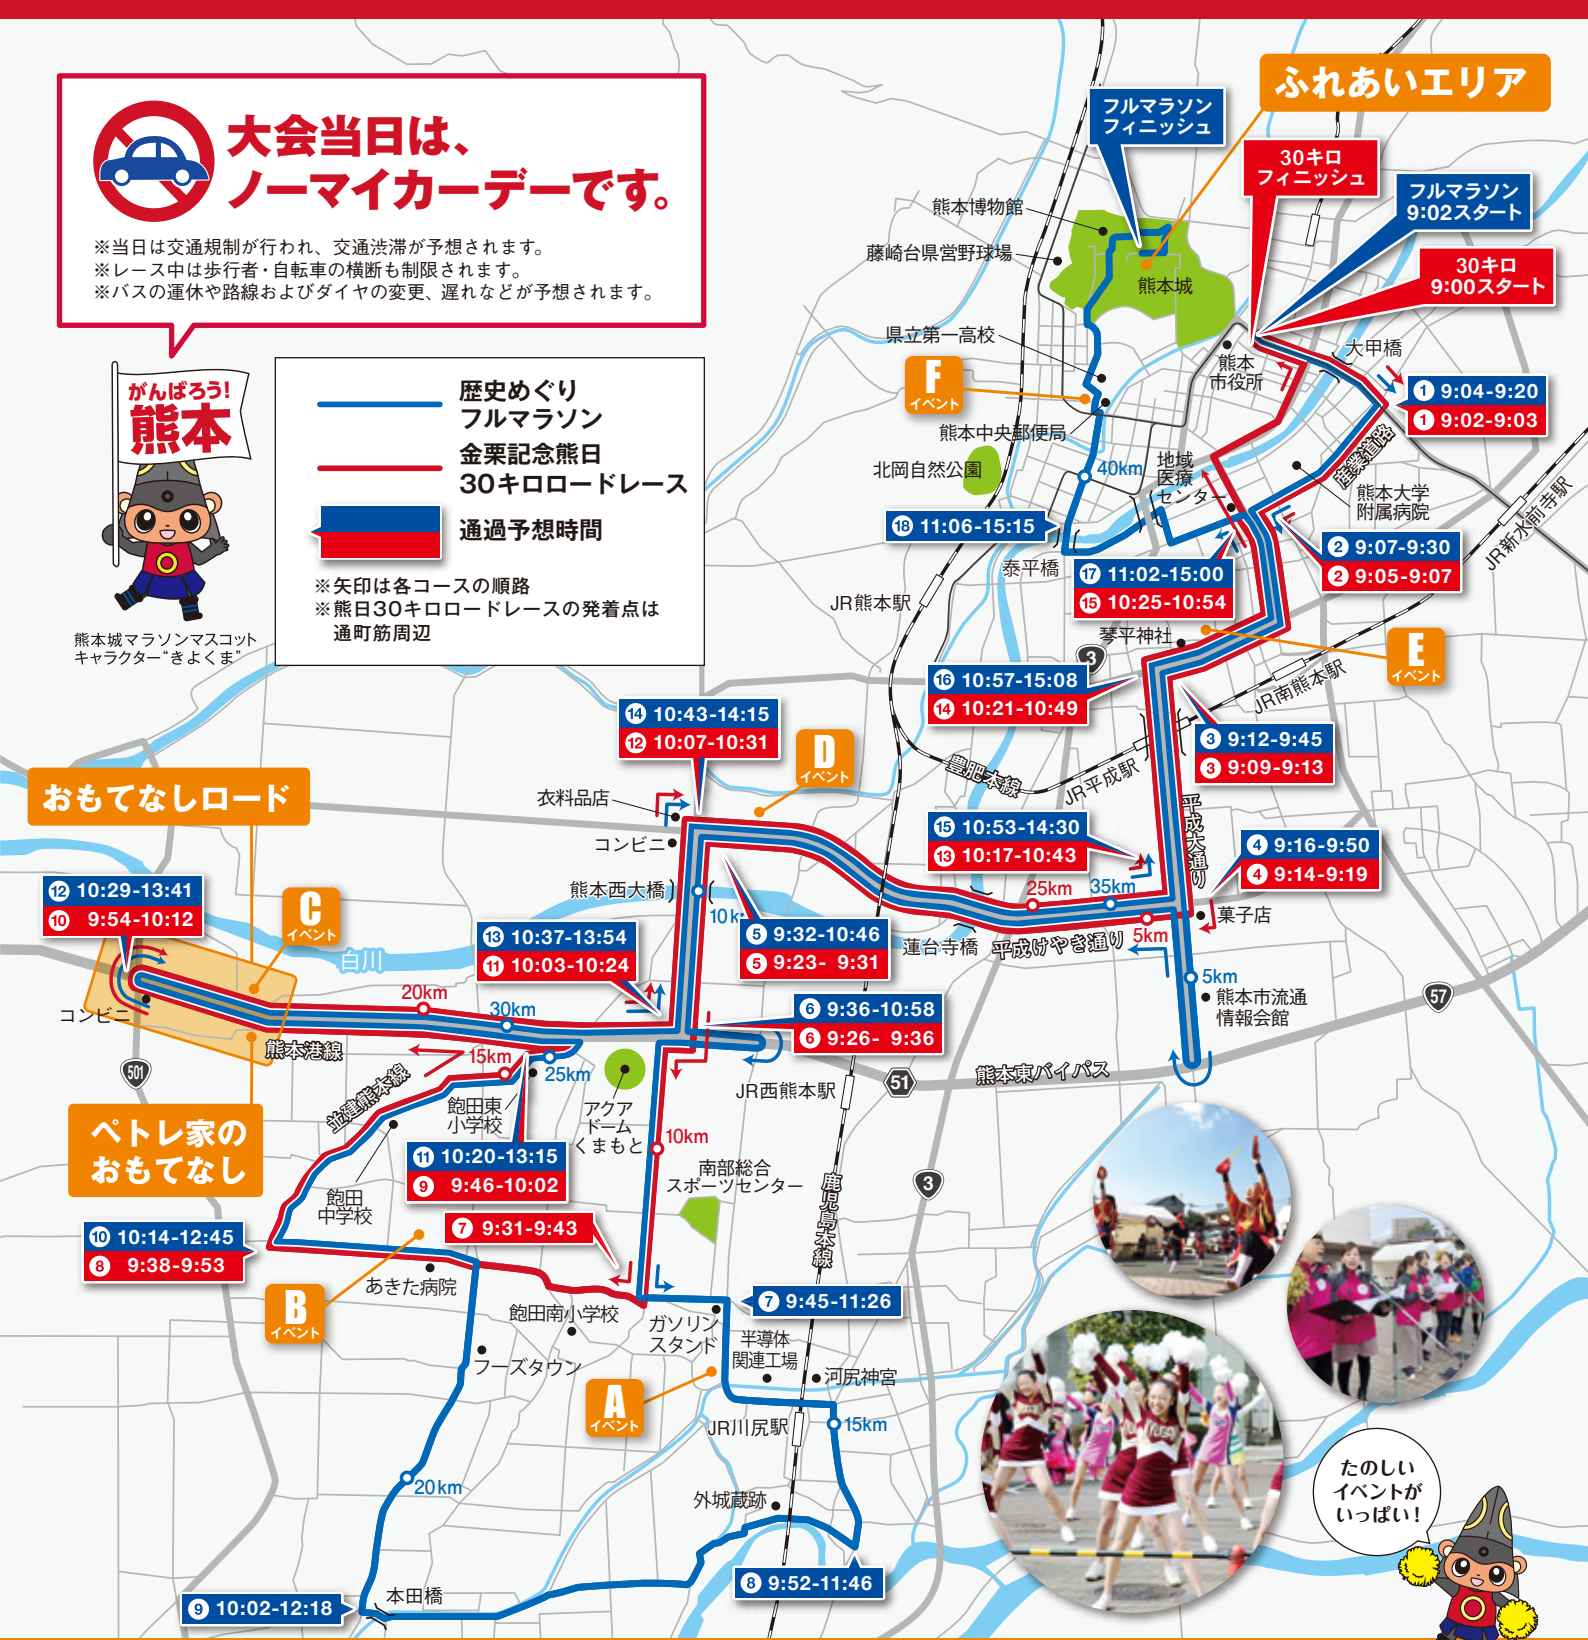 大会当日は、
ノーマイカーデーです。
※当日は交通規制が行われ、交通渋滞が予想されます。
※レース中は歩行者・自転車の横断も制限されます。
※バスの運休や路線およびダイヤの変更、遅れなどが予想されます。
がんばろう!
熊本
熊本城マラソンマスコット
キャラクター“きよくま”
歴史めぐり
フルマラソン
金栗記念熊日
30キロロードレース
通過予想時間
※矢印は各コースの順路
※熊日30キロロードレースの発着点は
通町筋周辺
ふれあいエリア
フルマラソン
フィニッシュ
30キロ
フィニッシュ
フルマラソン
9:02スタート
30キロ
9:00スタート
熊本博物館
藤崎台県営野球場
熊本城
県立第一高校
熊本
市役所
大甲橋
F
イベント
① 9:04-9:20
① 9:02-9:03
熊本中央郵便局
産業道路
北岡自然公園
40km
地域
医療
センター
熊本大学
附属病院
JR新水前寺駅
⑱ 11:06-15:15
② 9:07-9:30
② 9:05-9:07
泰平橋
⑰ 11:02-15:00
⑮ 10:25-10:54
JR熊本駅
琴平神社
3
E
イベント
⑯ 10:57-15:08
⑭ 10:21-10:49
JR南熊本駅
⑭ 10:43-14:15
⑫ 10:07-10:31
③ 9:12-9:45
③ 9:09-9:13
D
イベント
豊肥本線
JR平成駅
おもてなしロード
衣料品店
コンビニ
平成大通り
⑮ 10:53-14:30
⑬ 10:17-10:43
④ 9:16-9:50
④ 9:14-9:19
⑫ 10:29-13:41
⑩ 9:54-10:12
C
イベント
熊本西大橋
10k
25km
35km
菓子店
⑬ 10:37-13:54
⑪ 10:03-10:24
⑤ 9:32-10:46
⑤ 9:23- 9:31
蓮台寺橋
平成けやき通り
5km
白川
5km
熊本市流通
情報会館
57
20km
30km
⑥ 9:36-10:58
⑥ 9:26- 9:36
コンビニ
熊本港線
501
15km
25km
JR西熊本駅
51
熊本東バイパス
並建熊本線
飽田東
小学校
アクア
ドーム
くまもと
10km
ペトレ家の
おもてなし
⑪ 10:20-13:15
⑨ 9:46-10:02
南部総合
スポーツセンター
鹿児島本線
3
飽田
中学校
⑩ 10:14-12:45
⑧ 9:38-9:53
⑦ 9:31-9:43
あきた病院
B
イベント
飽田南小学校
ガソリン
スタンド
⑦ 9:45-11:26
半導体
関連工場
フーズタウン
A
イベント
河尻神宮
JR川尻駅
15km
20km
外城蔵跡
たのしい
イベントが
いっぱい!
⑧ 9:52-11:46
本田橋
⑨ 10:02-12:18